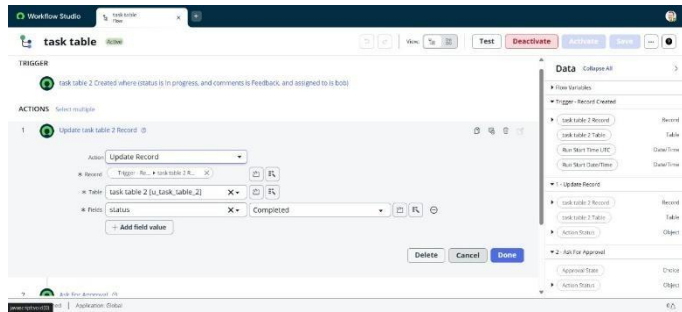 Workflow Studio
task table
Flow
task table Active
View:
Test Deactivate Activate Save
TRIGGER
task table 2 Created where (status is In progress, and comments is Feedback, and assigned to is bob)
ACTIONS Select multiple
1 Update task table 2 Record
Action Update Record
* Record Trigger - Re... ▸ task table 2 R... X
* Table task table 2 [u_task_table_2]
* Fields status Completed
+ Add field value
Delete Cancel Done
2 Ask For Approval
Application: Global
Data Collapse All
Flow Variables
Trigger - Record Created
task table 2 Record Record
task table 2 Table Table
Run Start Time UTC Date/Time
Run Start Date/Time Date/Time
1 - Update Record
task table 2 Record Record
task table 2 Table Table
Action Status Object
2 - Ask For Approval
Approval State Choice
Action Status Object